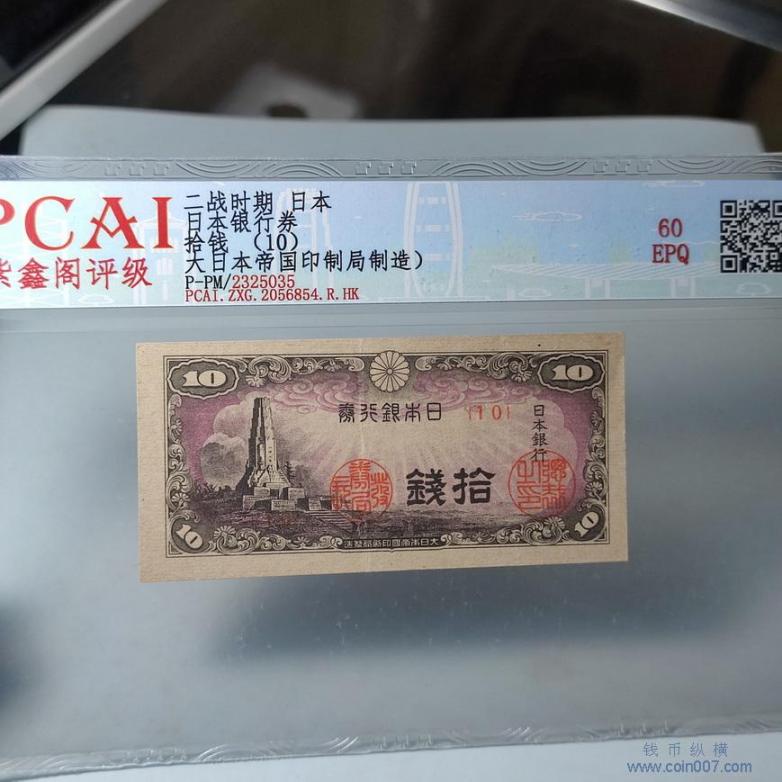 PCAI
紫鑫阁评级
二战时期 日本
日本银行券
拾钱 （10）
大日本帝国印制局制造）
P-PM/2325035
PCAI.ZXG.2056854.R.HK
60
EPQ
10
10
券行銀本日
{10}
日本銀行
錢拾
10
10
造製局刷印國帝本日大
钱币纵横
www.coin007.com